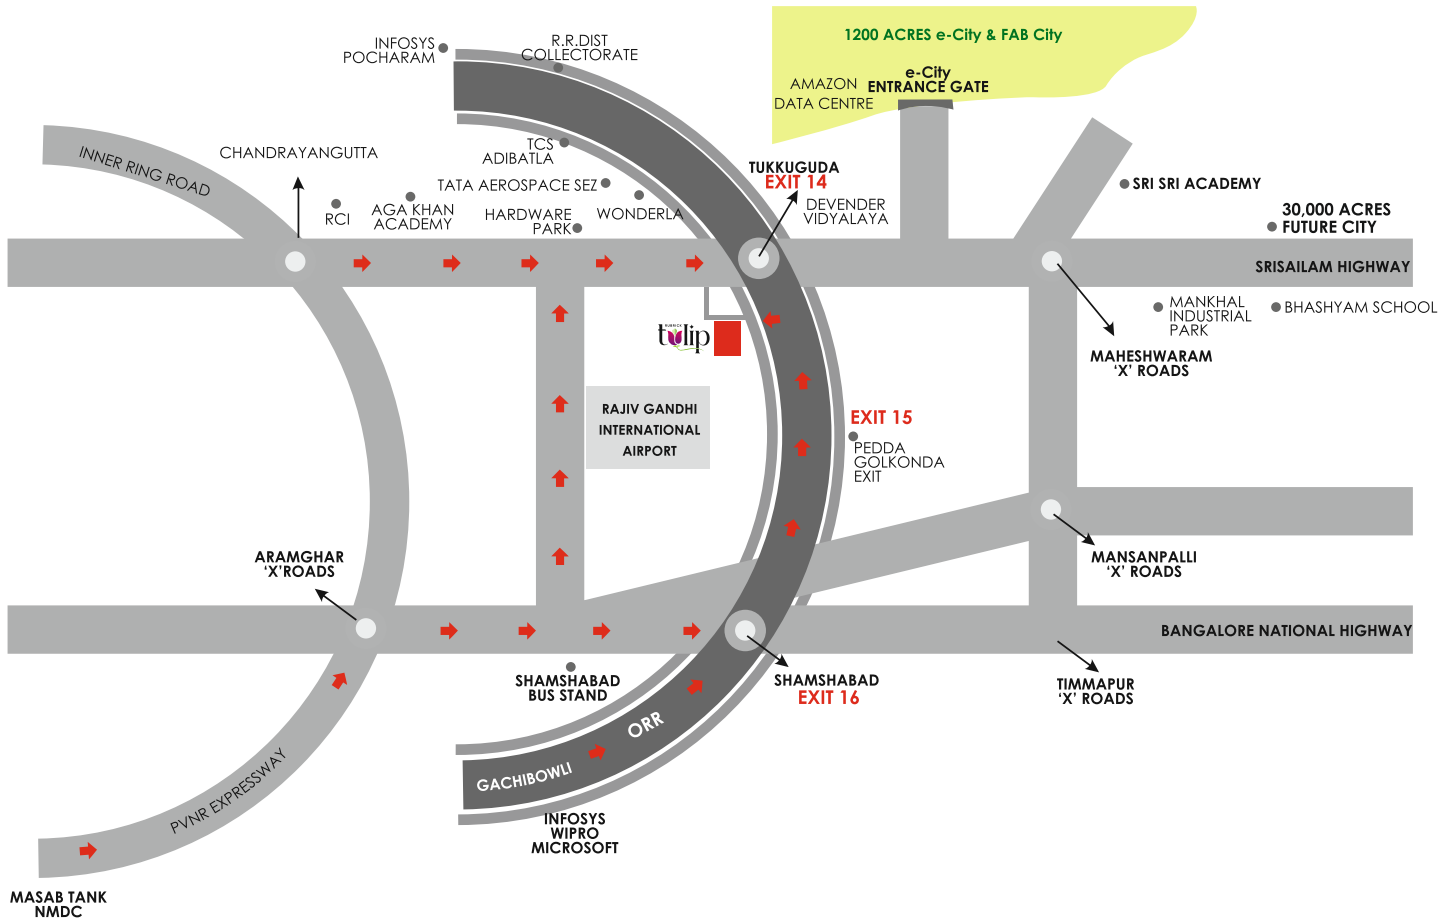 1200 ACRES e-City & FAB City
INFOSYS
POCHARAM
R.R.DIST
COLLECTORATE
e-City
ENTRANCE GATE
AMAZON
DATA CENTRE
INNER RING ROAD
CHANDRAYANGUTTA
TCS
ADIBATLA
TUKKUGUDA
EXIT 14
TATA AEROSPACE SEZ
SRI SRI ACADEMY
RCI
AGA KHAN
ACADEMY
HARDWARE
PARK
WONDERLA
DEVENDER
VIDYALAYA
30,000 ACRES
FUTURE CITY
SRISAILAM HIGHWAY
MANKHAL
INDUSTRIAL
PARK
BHASHYAM SCHOOL
tulip
MAHESHWARAM
‘X’ ROADS
RAJIV GANDHI
INTERNATIONAL
AIRPORT
EXIT 15
PEDDA
GOLKONDA
EXIT
ARAMGHAR
‘X’ROADS
MANSANPALLI
‘X’ ROADS
BANGALORE NATIONAL HIGHWAY
SHAMSHABAD
BUS STAND
SHAMSHABAD
EXIT 16
TIMMAPUR
‘X’ ROADS
ORR
GACHIBOWLI
PVNR EXPRESSWAY
INFOSYS
WIPRO
MICROSOFT
MASAB TANK
NMDC